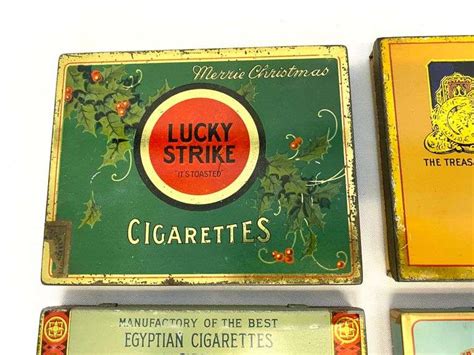 Merrie Christmas
LUCKY
STRIKE
"IT'S TOASTED"
CIGARETTES
THE TREAS
MANUFACTORY OF THE BEST
EGYPTIAN CIGARETTES